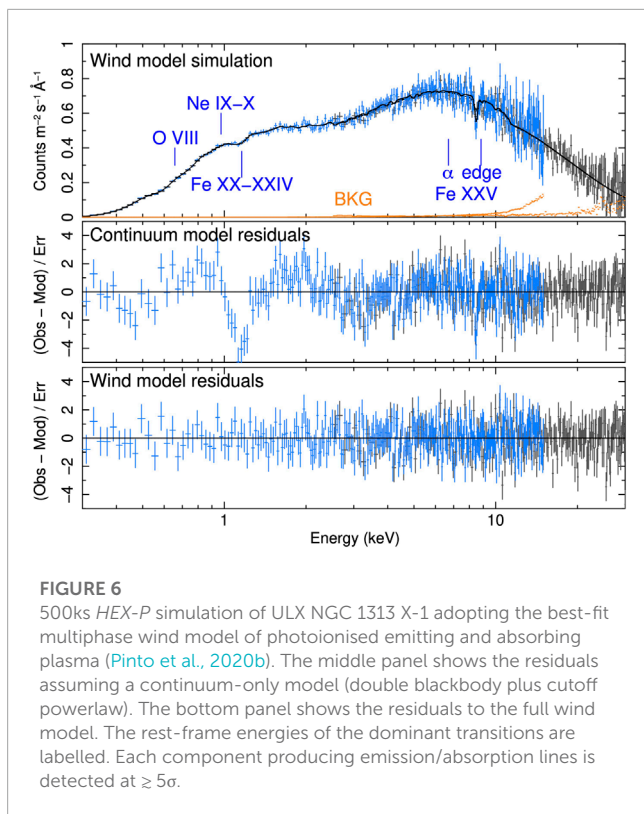 Wind model simulation
Counts m⁻² s⁻¹ Å⁻¹
0 0.2 0.4 0.6 0.8 1
Ne IX–X
O VIII
Fe XX–XXIV
α edge
Fe XXV
BKG
Continuum model residuals
(Obs – Mod) / Err
−4 −2 0 2 4
Wind model residuals
(Obs – Mod) / Err
−4 −2 0 2 4
1 10
Energy (keV)
FIGURE 6
500ks HEX-P simulation of ULX NGC 1313 X-1 adopting the best-fit
multiphase wind model of photoionised emitting and absorbing
plasma (Pinto et al., 2020b). The middle panel shows the residuals
assuming a continuum-only model (double blackbody plus cutoff
powerlaw). The bottom panel shows the residuals to the full wind
model. The rest-frame energies of the dominant transitions are
labelled. Each component producing emission/absorption lines is
detected at ≳ 5σ.